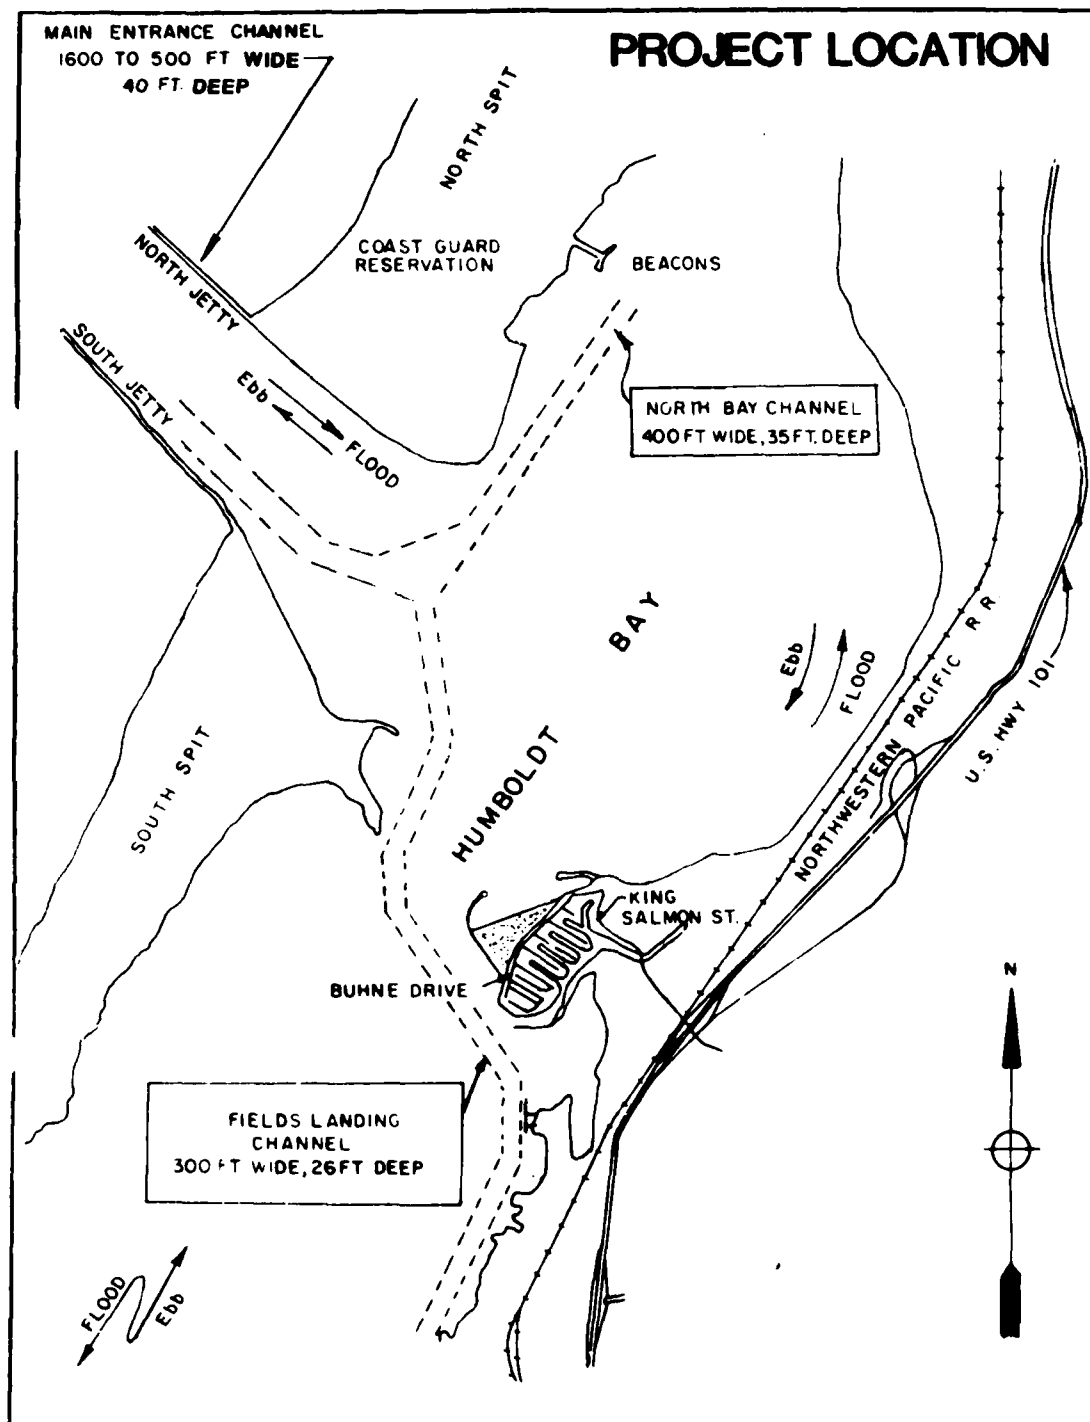 PROJECT LOCATION
MAIN ENTRANCE CHANNEL
1600 TO 500 FT WIDE
40 FT. DEEP
NORTH SPIT
COAST GUARD
RESERVATION
BEACONS
NORTH JETTY
SOUTH JETTY
Ebb
FLOOD
NORTH BAY CHANNEL
400 FT WIDE, 35 FT. DEEP
HUMBOLDT BAY
Ebb
FLOOD
NORTHWESTERN PACIFIC R R
U.S. HWY 101
SOUTH SPIT
KING
SALMON ST.
BUHNE DRIVE
N
FIELDS LANDING
CHANNEL
300 FT WIDE, 26 FT DEEP
FLOOD
Ebb